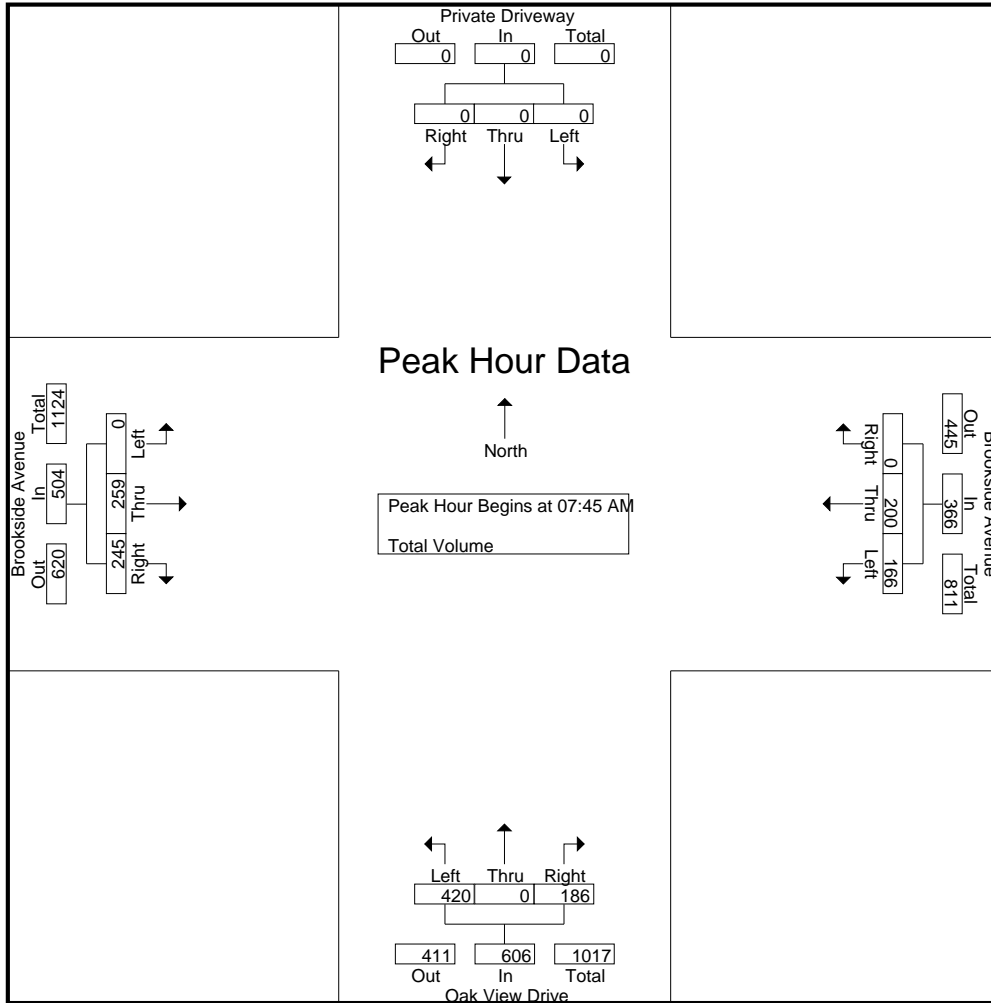 Private Driveway
Out In Total
0 0 0
0 0 0
Right Thru Left
Peak Hour Data
North
Peak Hour Begins at 07:45 AM
Total Volume
Brookside Avenue
Total In Out
1124 504 620
0 259 245
Left Thru Right
Brookside Avenue
Out In Total
445 366 811
0 200 166
Right Thru Left
Left Thru Right
420 0 186
411 606 1017
Out In Total
Oak View Drive